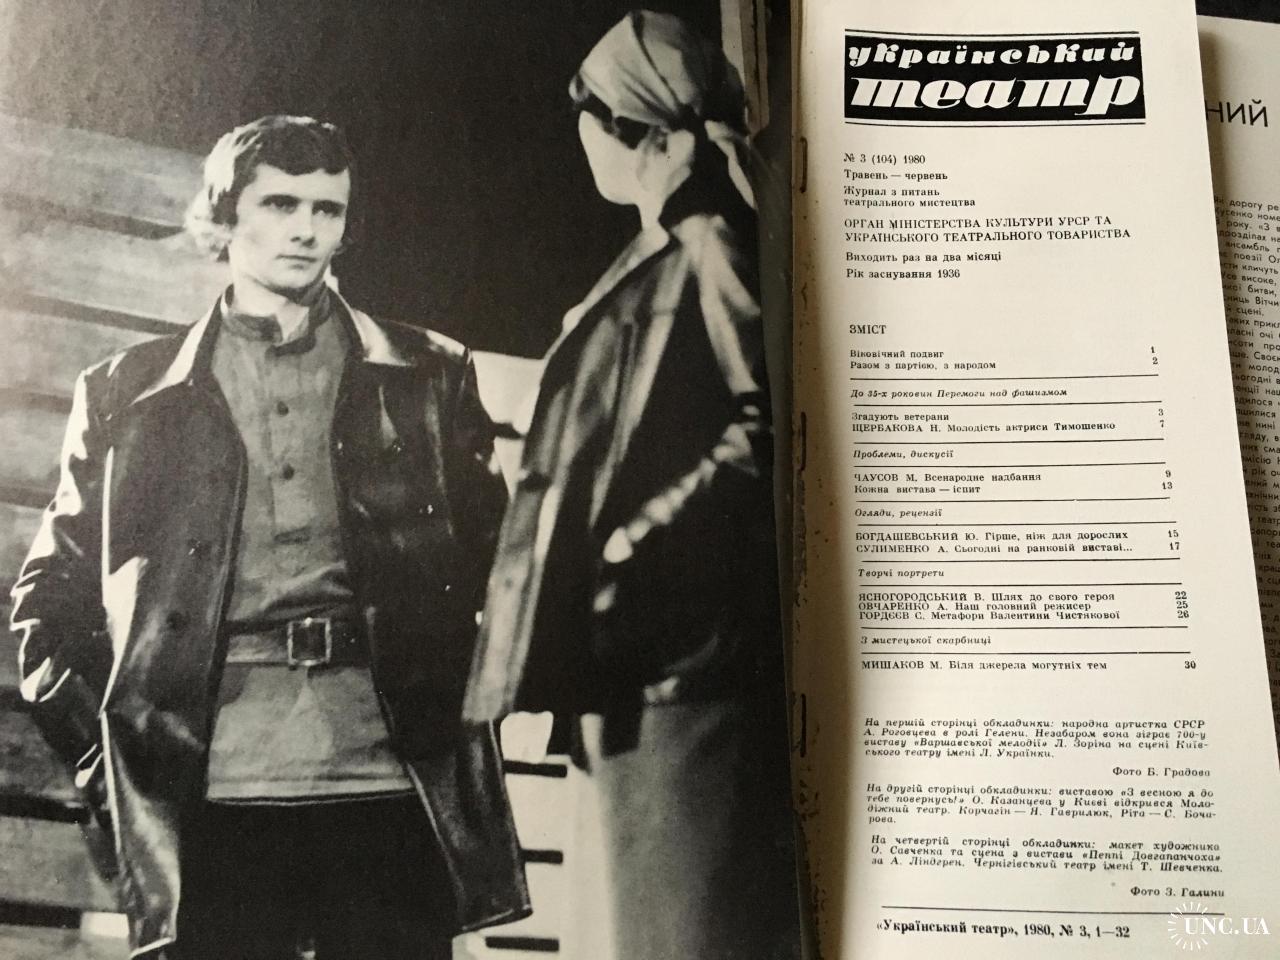 український
театр
№ 3 (104) 1980
Травень — червень
Журнал з питань
театрального мистецтва
ОРГАН МІНІСТЕРСТВА КУЛЬТУРИ УРСР ТА
УКРАЇНСЬКОГО ТЕАТРАЛЬНОГО ТОВАРИСТВА
Виходить раз на два місяці
Рік заснування 1936
ЗМІСТ
Віковічний подвиг 1
Разом з партією, з народом 2
До 35-х роковин Перемоги над фашизмом
Згадують ветерани 3
ЩЕРБАКОВА Н. Молодість актриси Тимошенко 7
Проблеми, дискусії
ЧАУСОВ М. Всенародне надбання 9
Кожна вистава — іспит 13
Огляди, рецензії
БОГДАШЕВСЬКИЙ Ю. Гірше, ніж для дорослих 15
СУЛИМЕНКО А. Сьогодні на ранковій виставі... 17
Творчі портрети
ЯСНОГОРОДСЬКИЙ В. Шлях до свого героя 22
ОВЧАРЕНКО А. Наш головний режисер 25
ГОРДЄЄВ С. Метафори Валентини Чистякової 26
З мистецької скарбниці
МИШАКОВ М. Біля джерела могутніх тем 30
На першій сторінці обкладинки: народна артистка СРСР
А. Роговцева в ролі Гелени. Незабаром вона зіграє 700-у
виставу «Варшавської мелодії» Л. Зоріна на сцені Київ-
ського театру імені Л. Українки.
Фото Б. Градова
На другій сторінці обкладинки: виставою «З весною я до
тебе повернусь!» О. Казанцева у Києві відкрився Моло-
діжний театр. Корчагін — Я. Гаврилюк, Ріта — С. Боча-
рова.
На четвертій сторінці обкладинки: макет художника
О. Савченка та сцена з вистави «Пеппі Довгапанчоха»
за А. Ліндгрен. Чернігівський театр імені Т. Шевченка.
Фото З. Галини
«Український театр», 1980, № 3, 1—32
UNC.UA